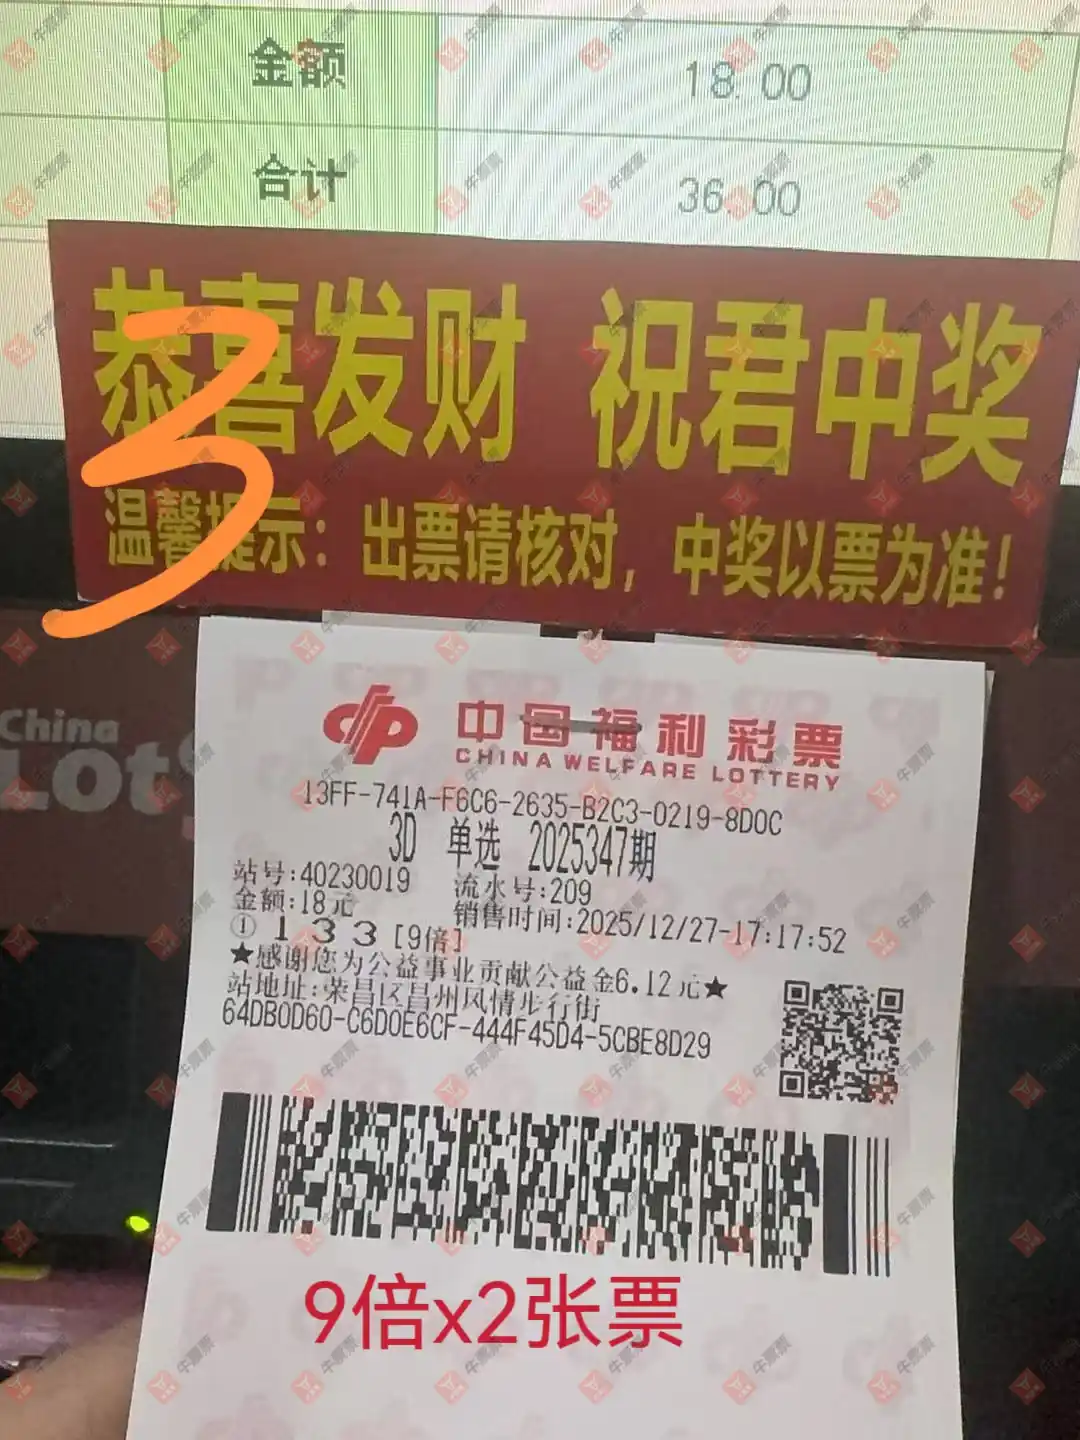 金额 18.00
合计 36.00
恭喜发财 祝君中奖
3
温馨提示：出票请核对，中奖以票为准！
China
Lot
中国福利彩票
CHINA WELFARE LOTTERY
13FF-741A-F6C6-2635-B2C3-0219-8D0C
3D 单选 2025347期
站号:40230019 流水号:209
金额:18元 销售时间:2025/12/27-17:17:52
① 1 3 3 [9倍]
★感谢您为公益事业贡献公益金6.12元★
站地址:荣昌区昌州风情步行街
64DB0D60-C6D0E6CF-444F45D4-5CBE8D29
9倍x2张票
牛票票